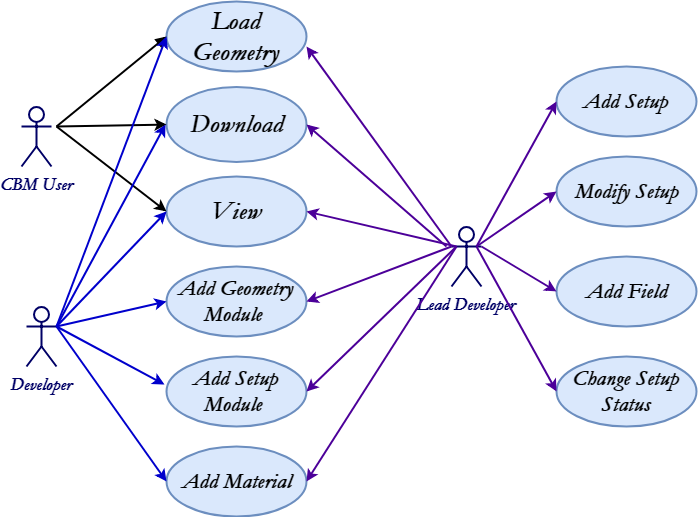 Load
Geometry
Download
View
Add Geometry
Module
Add Setup
Module
Add Material
CBM User
Developer
Lead Developer
Add Setup
Modify Setup
Add Field
Change Setup
Status